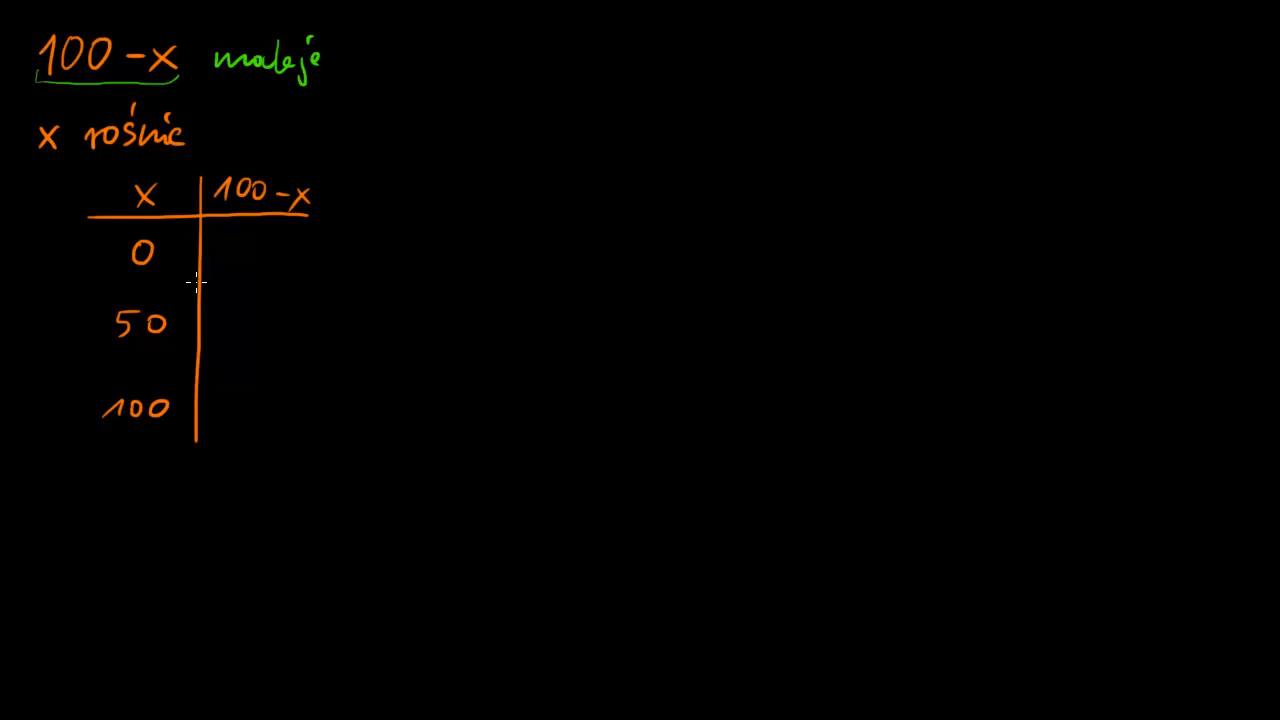 100 - x maleje
x rośnie
x 100 - x
0
50
100